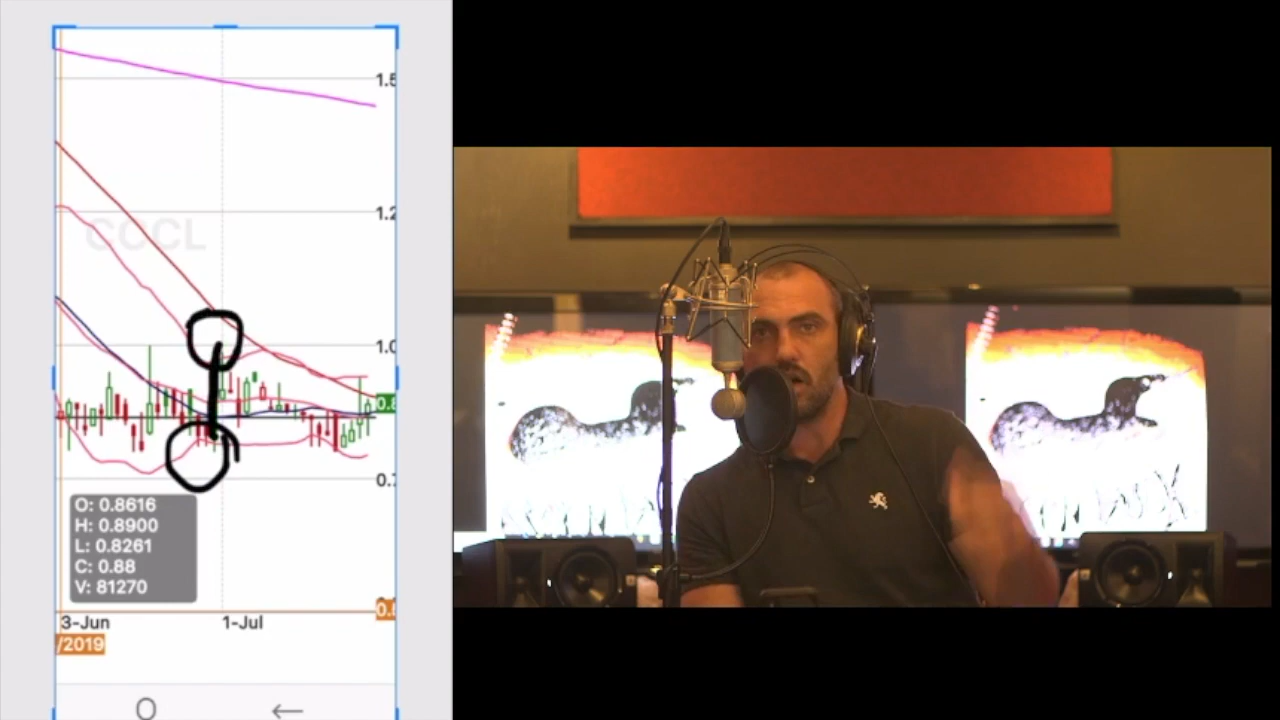 1.5
CCCL
1.2
1.0
0.8
0.7
O: 0.8616
H: 0.8900
L: 0.8261
C: 0.88
V: 81270
0.
3-Jun 1-Jul
/2019